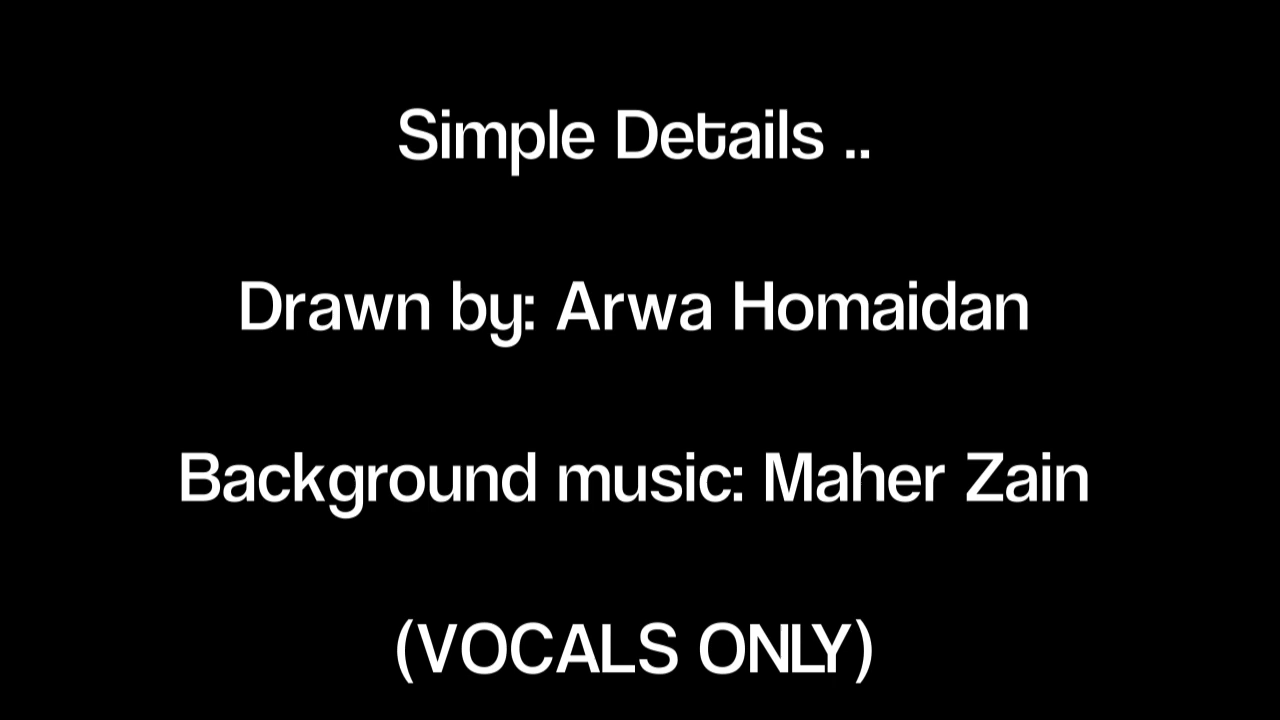 Simple Details ..
Drawn by: Arwa Homaidan
Background music: Maher Zain
(VOCALS ONLY)